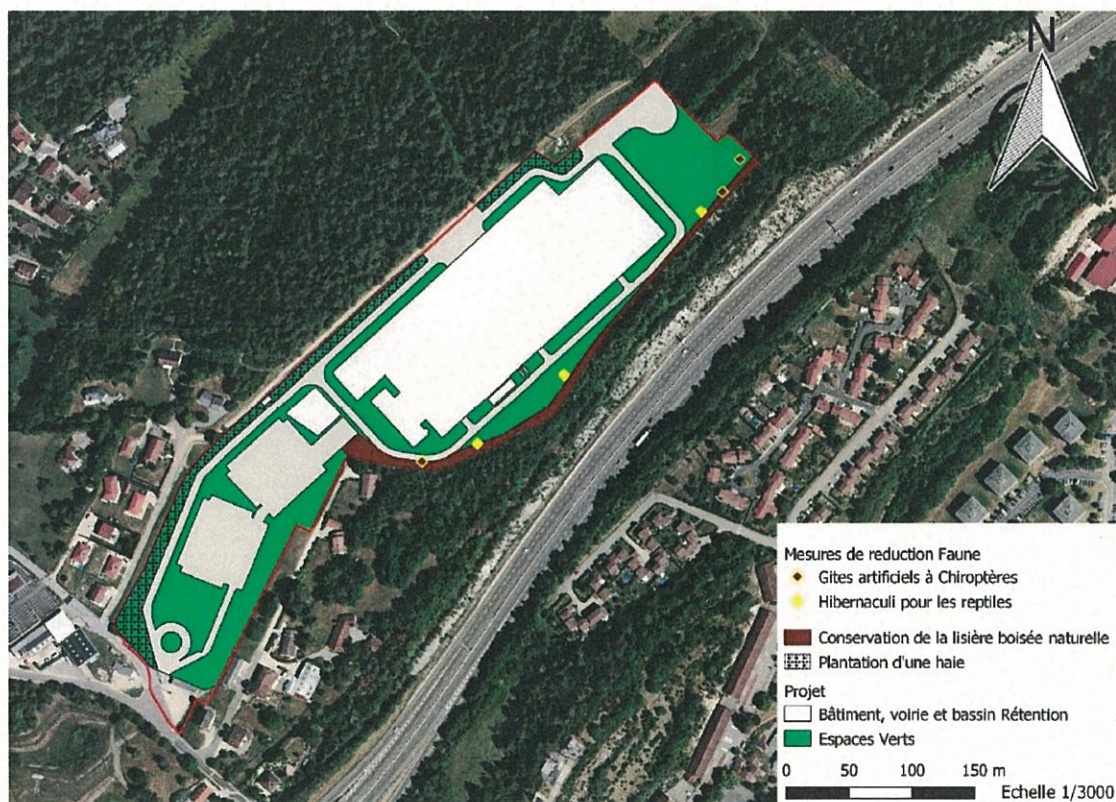 N
Mesures de reduction Faune
Gites artificiels à Chiroptères
Hibernaculi pour les reptiles
Conservation de la lisière boisée naturelle
Plantation d'une haie
Projet
Bâtiment, voirie et bassin Rétention
Espaces Verts
0 50 100 150 m
Echelle 1/3000